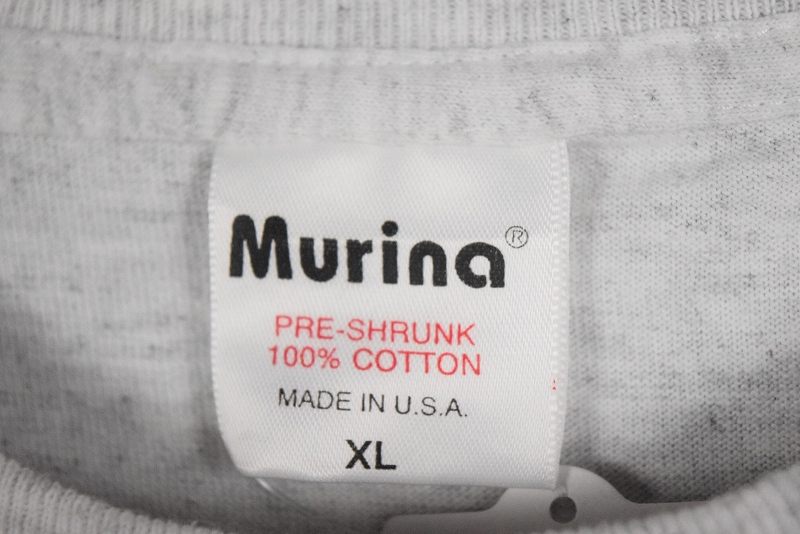 Murina®
PRE-SHRUNK
100% COTTON
MADE IN U.S.A.
XL